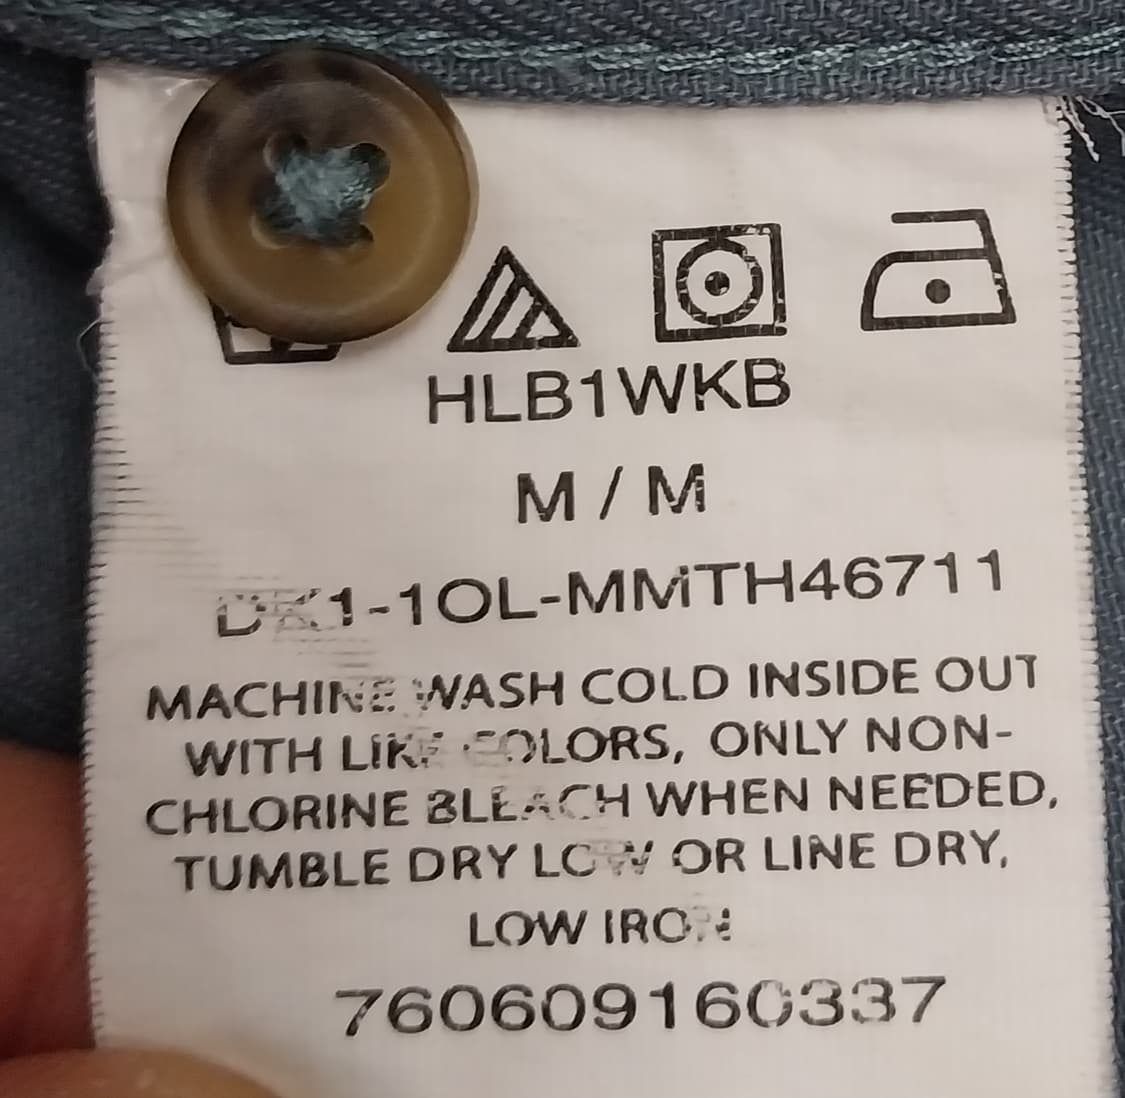 HLB1WKB
M / M
DK1-1OL-MMTH46711
MACHINE WASH COLD INSIDE OUT
WITH LIKE COLORS, ONLY NON-
CHLORINE BLEACH WHEN NEEDED,
TUMBLE DRY LOW OR LINE DRY,
LOW IRON
760609160337